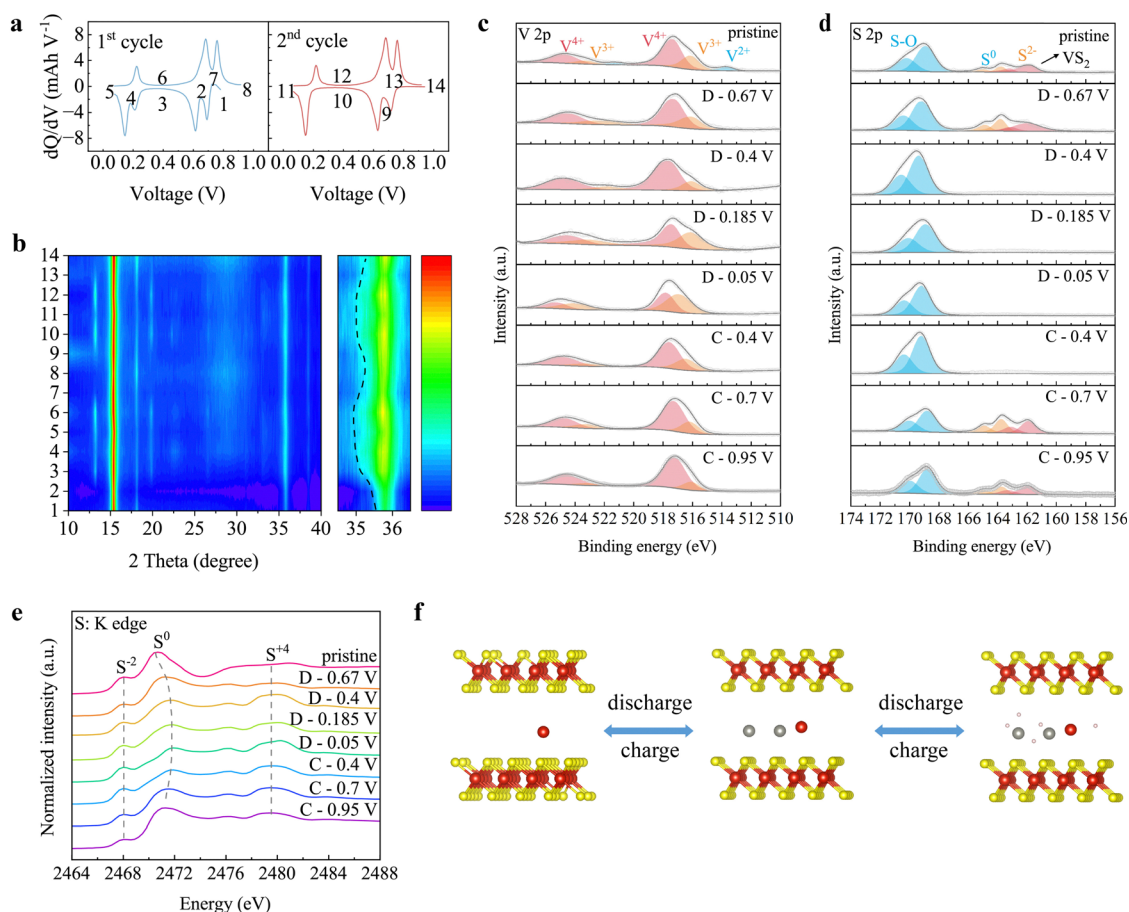 a
1st cycle
2nd cycle
dQ/dV (mAh V−1)
8
4
0
−4
−8
5 4 3 6 2 7 1 8
11 12 10 9 13 14
0.0 0.2 0.4 0.6 0.8 1.0
0.0 0.2 0.4 0.6 0.8 1.0
Voltage (V)
Voltage (V)
b
14
13
12
11
10
9
8
7
6
5
4
3
2
1
10 15 20 25 30 35 40
35 36
2 Theta (degree)
c
V 2p
V4+
V3+
V4+
V3+
V2+
pristine
D - 0.67 V
D - 0.4 V
D - 0.185 V
D - 0.05 V
C - 0.4 V
C - 0.7 V
C - 0.95 V
Intensity (a.u.)
528 526 524 522 520 518 516 514 512 510
Binding energy (eV)
d
S 2p
S-O
S0
S2-
pristine
VS2
D - 0.67 V
D - 0.4 V
D - 0.185 V
D - 0.05 V
C - 0.4 V
C - 0.7 V
C - 0.95 V
Intensity (a.u.)
174 172 170 168 166 164 162 160 158 156
Binding energy (eV)
e
S: K edge
S-2
S0
S+4
pristine
D - 0.67 V
D - 0.4 V
D - 0.185 V
D - 0.05 V
C - 0.4 V
C - 0.7 V
C - 0.95 V
Normalized intensity (a.u.)
2464 2468 2472 2476 2480 2484 2488
Energy (eV)
f
discharge
charge
discharge
charge